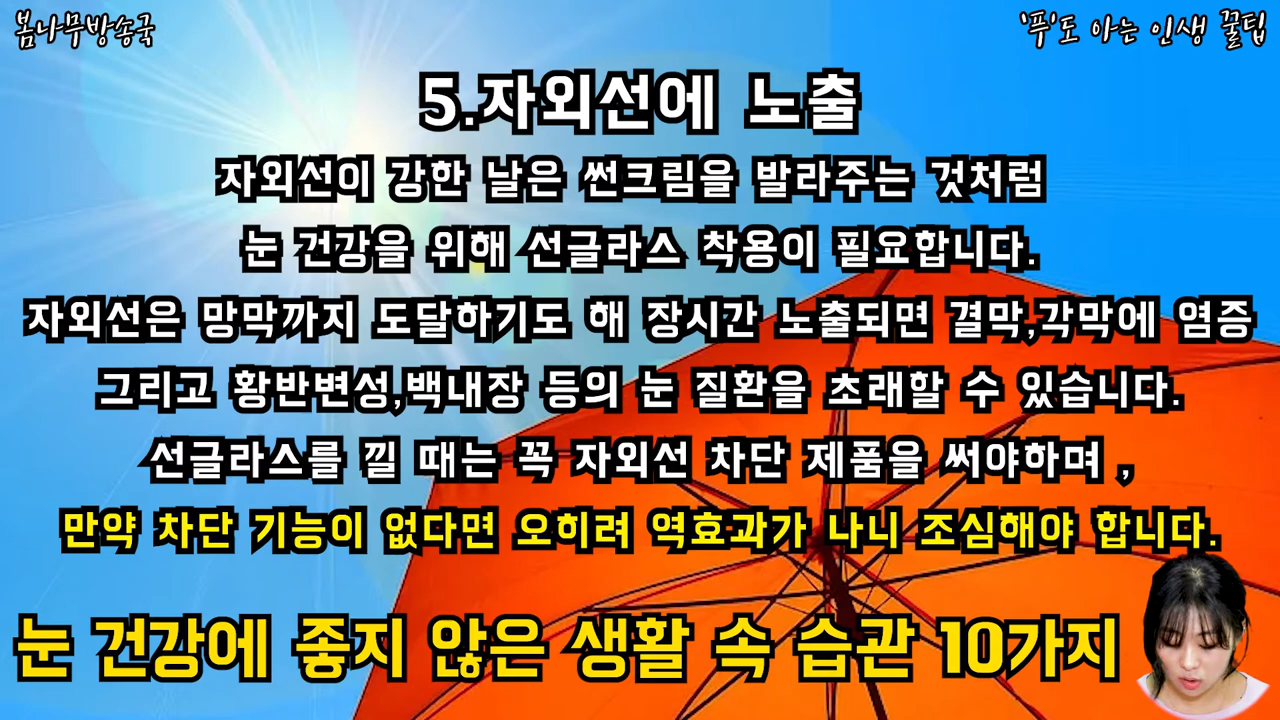 봄나무방송국
'푸'도 아는 인생 꿀팁
5.자외선에 노출
자외선이 강한 날은 썬크림을 발라주는 것처럼
눈 건강을 위해 선글라스 착용이 필요합니다.
자외선은 망막까지 도달하기도 해 장시간 노출되면 결막,각막에 염증
그리고 황반변성,백내장 등의 눈 질환을 초래할 수 있습니다.
선글라스를 낄 때는 꼭 자외선 차단 제품을 써야하며 ,
만약 차단 기능이 없다면 오히려 역효과가 나니 조심해야 합니다.
눈 건강에 좋지 않은 생활 속 습관 10가지